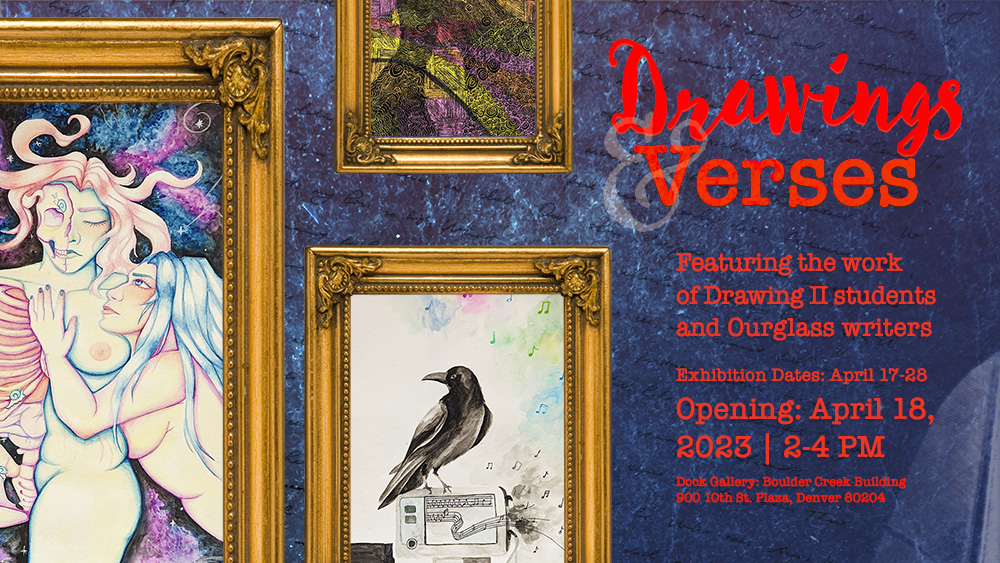 Drawings
& Verses
Featuring the work
of Drawing II students
and Ourglass writers
Exhibition Dates: April 17-28
Opening: April 18,
2023 | 2-4 PM
Dock Gallery: Boulder Creek Building
900 10th St. Plaza, Denver 80204